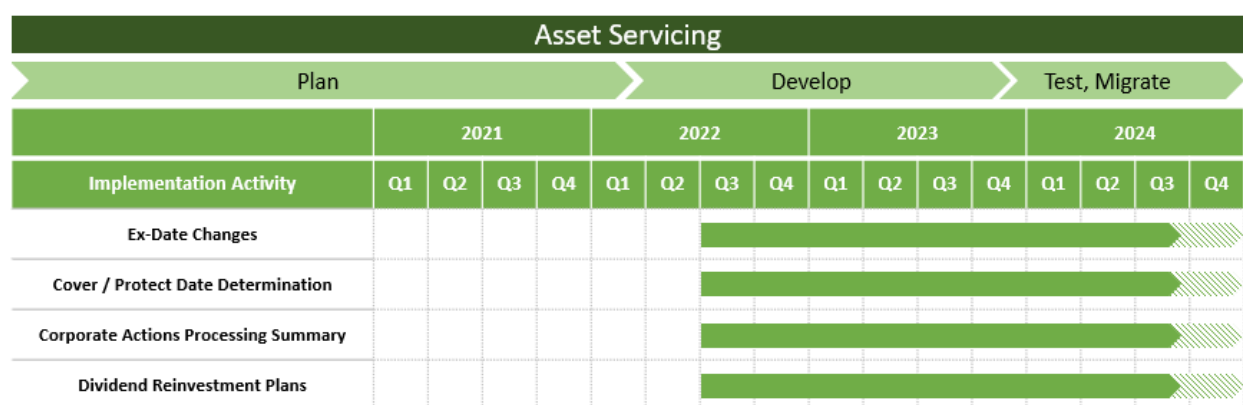 Asset Servicing
Plan Develop Test, Migrate
2021 2022 2023 2024
Implementation Activity Q1 Q2 Q3 Q4 Q1 Q2 Q3 Q4 Q1 Q2 Q3 Q4 Q1 Q2 Q3 Q4
Ex-Date Changes
Cover / Protect Date Determination
Corporate Actions Processing Summary
Dividend Reinvestment Plans